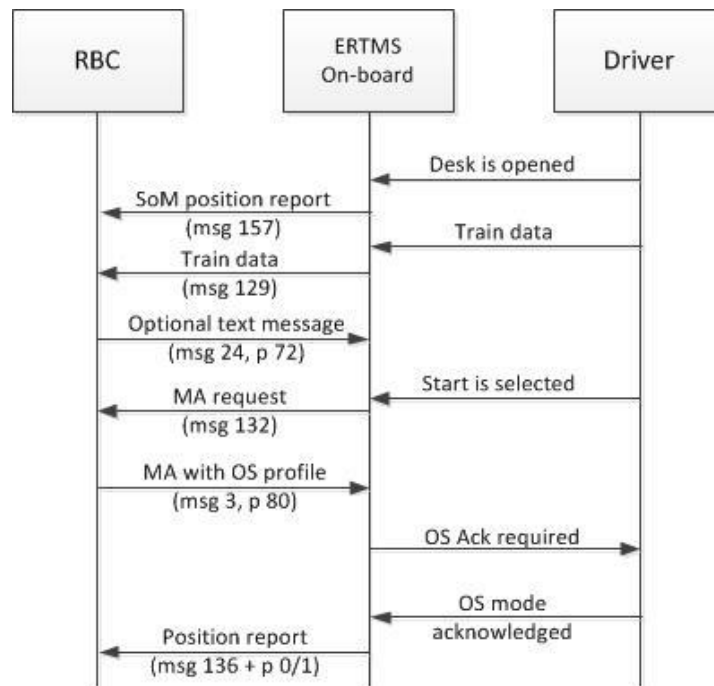 RBC
ERTMS
On-board
Driver
Desk is opened
SoM position report
(msg 157)
Train data
Train data
(msg 129)
Optional text message
(msg 24, p 72)
Start is selected
MA request
(msg 132)
MA with OS profile
(msg 3, p 80)
OS Ack required
OS mode
acknowledged
Position report
(msg 136 + p 0/1)